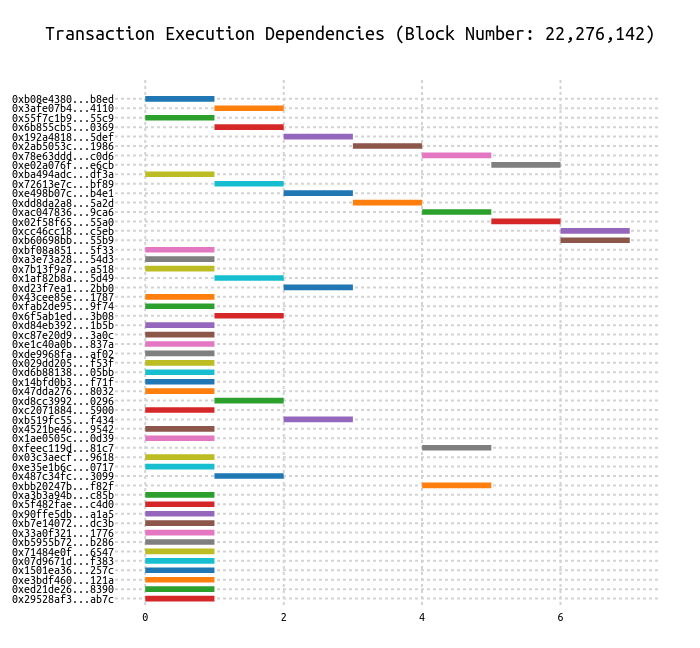 Transaction Execution Dependencies (Block Number: 22,276,142)
0xb08e4380...b8ed
0x3afe07b4...4110
0x55f7c1b9...55c9
0x6b855cb5...0369
0x192a4818...5def
0x2ab5053c...1986
0x78e63ddd...c0d6
0xe02a076f...e6cb
0xba494adc...df3a
0x72613e7c...bf89
0xe498b07c...b4e1
0xdd8da2a8...5a2d
0xac047836...9ca6
0x02f58f65...55a0
0xcc46cc18...c5eb
0xb60698bb...55b9
0xbf08a851...5f33
0xa3e73a28...54d3
0x7b13f9a7...a518
0x1af82b8a...5d49
0xd23f7ea1...2bb0
0x43cee85e...1787
0xfab2de95...9f74
0x6f5ab1ed...3b08
0xd84eb392...1b5b
0xc87e20d9...3a0c
0xe1c40a0b...837a
0xde9968fa...af02
0x029dd205...f53f
0xd6b88138...05bb
0x14bfd0b3...f71f
0x47dda276...8032
0xd8cc3992...0296
0xc2071884...5900
0xb519fc55...f434
0x4521be46...9542
0x1ae0505c...0d39
0xfeec119d...81c7
0x03c3aecf...9618
0xe35e1b6c...0717
0x487c34fc...3099
0xbb20247b...f82f
0xa3b3a94b...c85b
0x5f482fae...c4d0
0x90ffe5db...a1a5
0xb7e14072...dc3b
0x33a0f321...1776
0xb5955b72...b286
0x71484e0f...6547
0x07d9671d...f383
0x1501ea36...257c
0xe3bdf460...121a
0xed21de26...8390
0x29528af3...ab7c
0 2 4 6